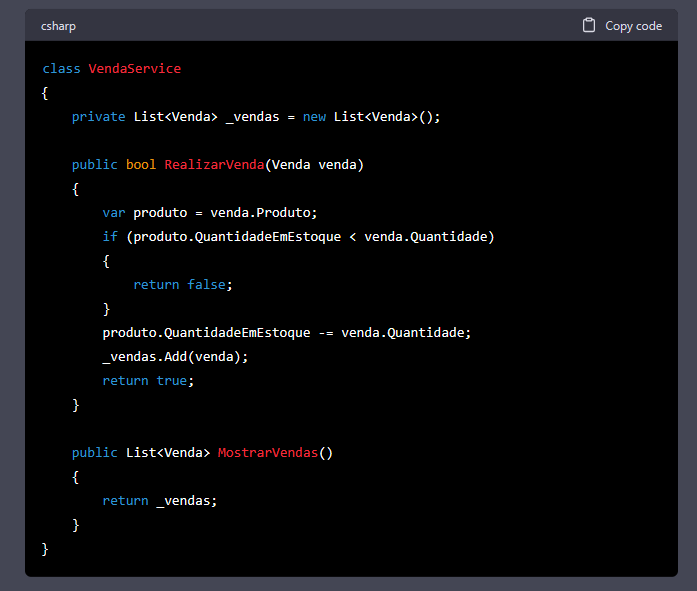 csharp
Copy code
class VendaService
{
    private List<Venda> _vendas = new List<Venda>();

    public bool RealizarVenda(Venda venda)
    {
        var produto = venda.Produto;
        if (produto.QuantidadeEmEstoque < venda.Quantidade)
        {
            return false;
        }
        produto.QuantidadeEmEstoque -= venda.Quantidade;
        _vendas.Add(venda);
        return true;
    }

    public List<Venda> MostrarVendas()
    {
        return _vendas;
    }
}